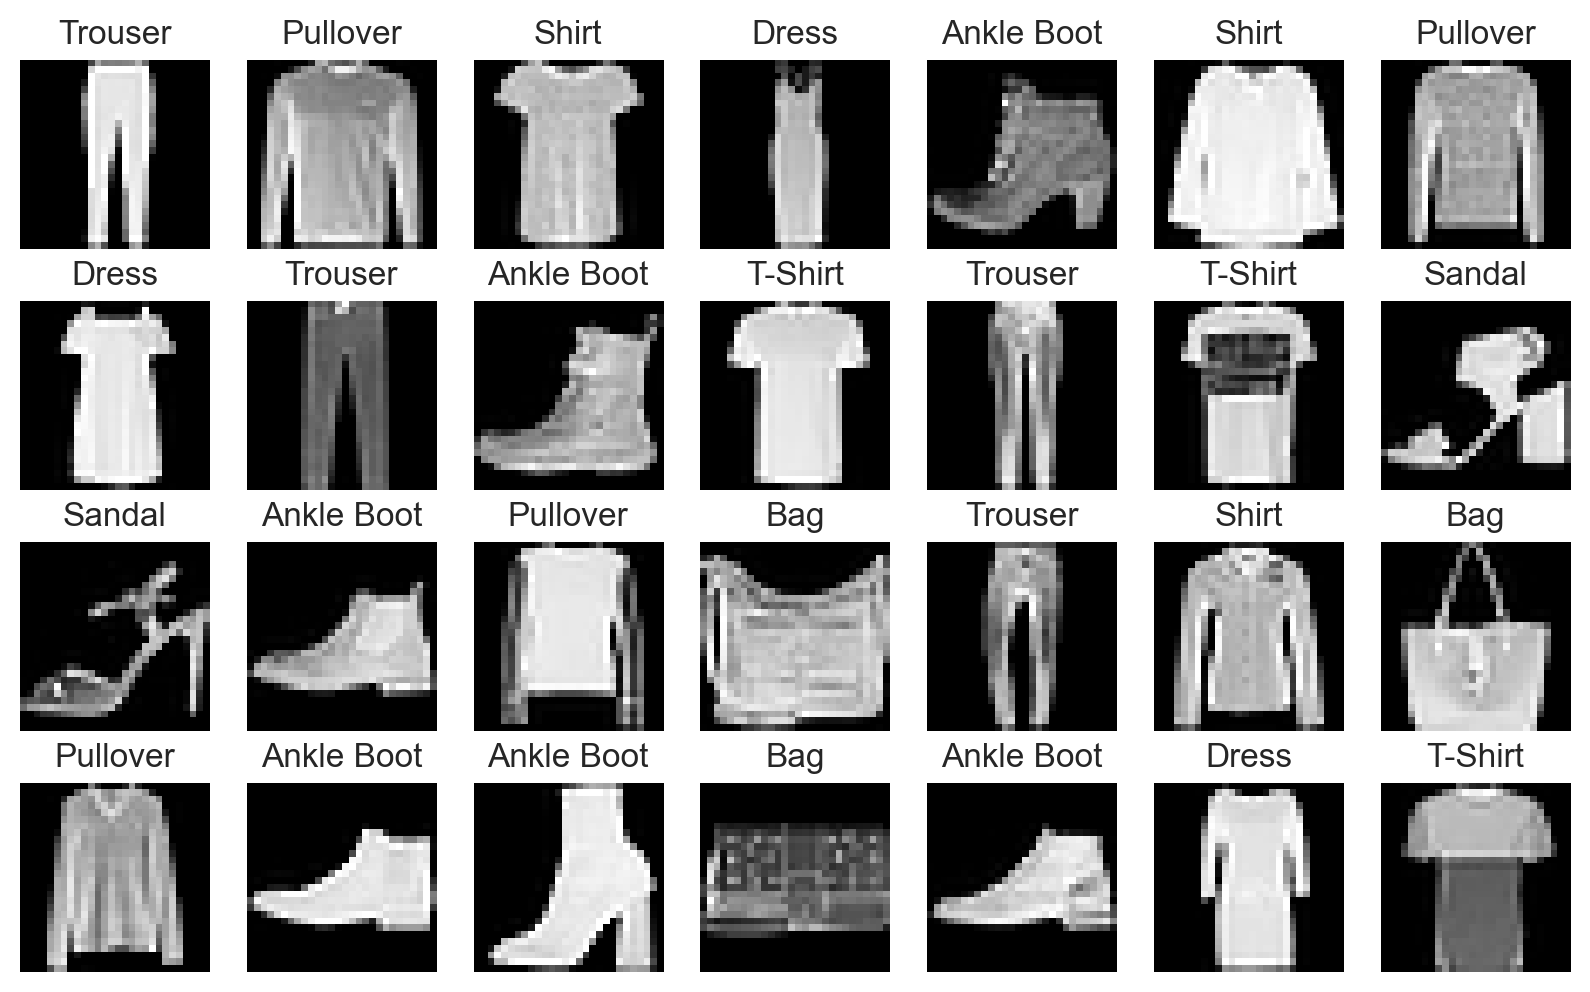 Trouser Pullover Shirt Dress Ankle Boot Shirt Pullover
Dress Trouser Ankle Boot T-Shirt Trouser T-Shirt Sandal
Sandal Ankle Boot Pullover Bag Trouser Shirt Bag
Pullover Ankle Boot Ankle Boot Bag Ankle Boot Dress T-Shirt